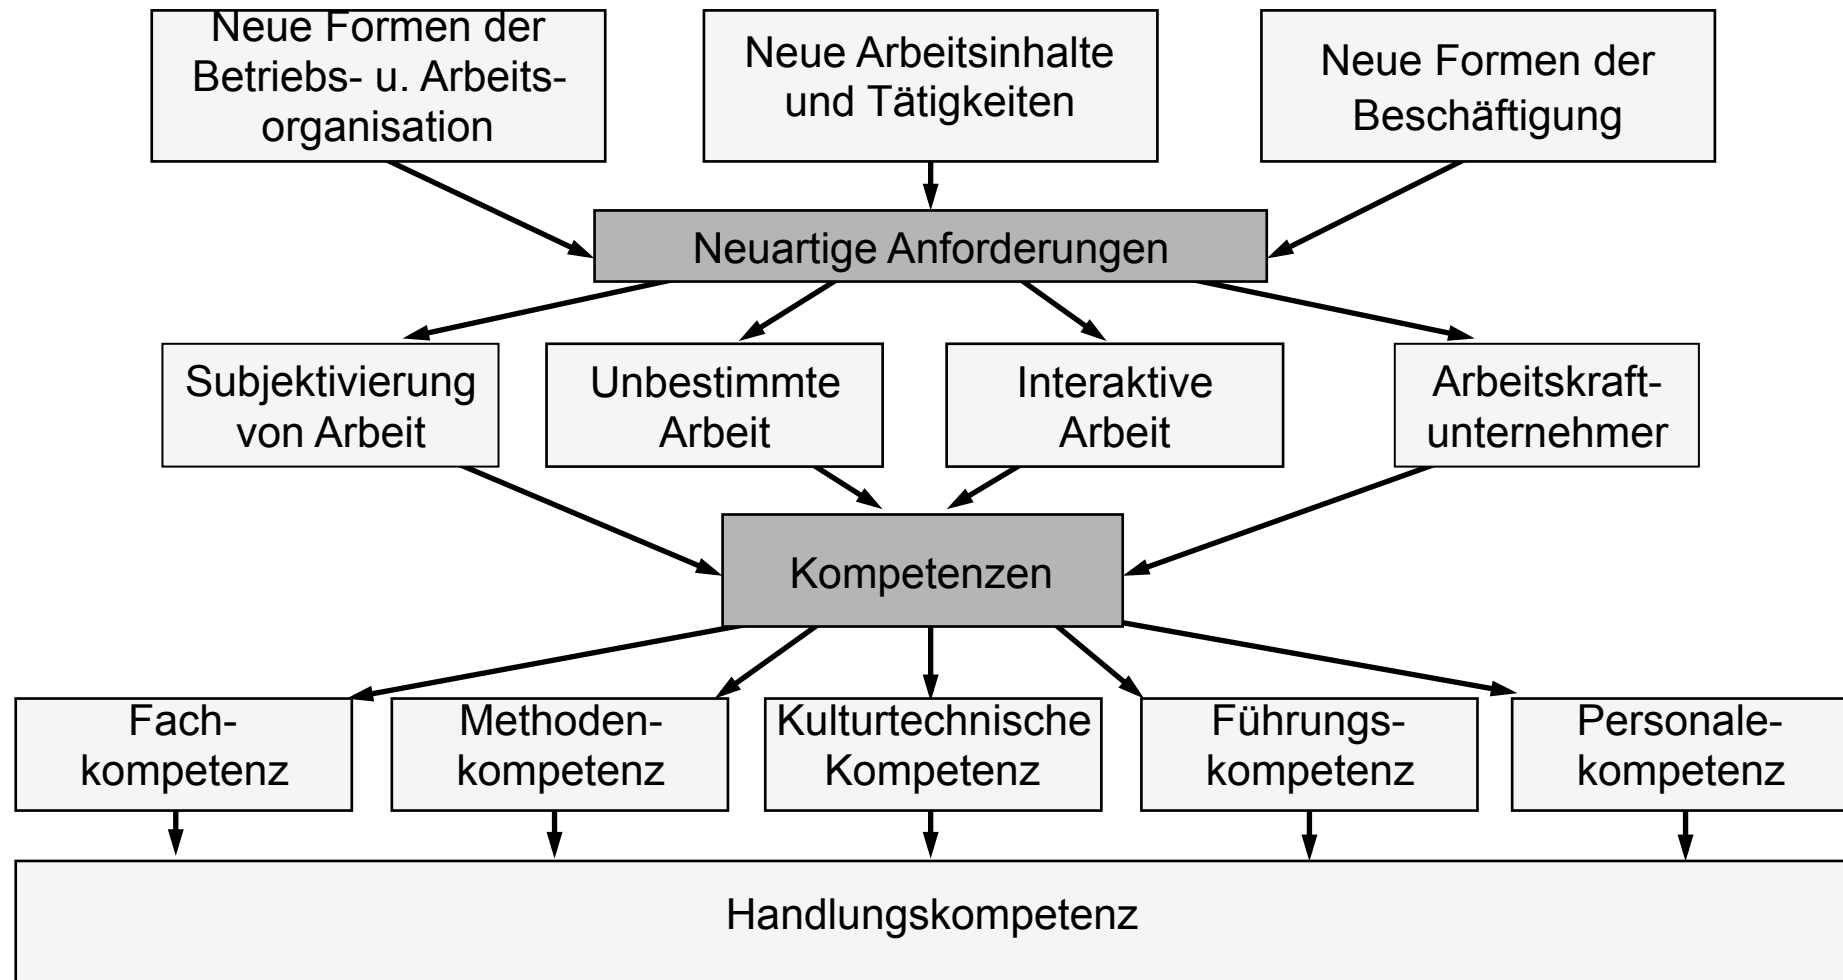 Neue Formen der
Betriebs- u. Arbeits-
organisation
Neue Arbeitsinhalte
und Tätigkeiten
Neue Formen der
Beschäftigung
Neuartige Anforderungen
Subjektivierung
von Arbeit
Unbestimmte
Arbeit
Interaktive
Arbeit
Arbeitskraft-
unternehmer
Kompetenzen
Fach-
kompetenz
Methoden-
kompetenz
Kulturtechnische
Kompetenz
Führungs-
kompetenz
Personale-
kompetenz
Handlungskompetenz